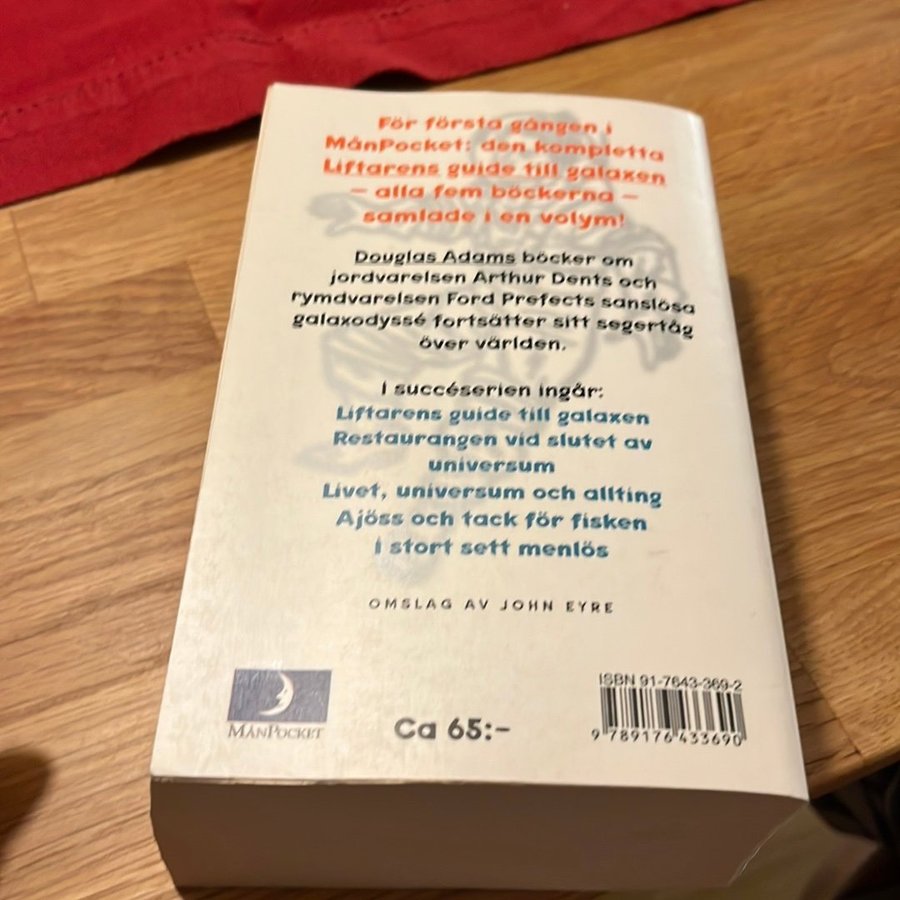 För första gången i
MånPocket: den kompletta
Liftarens guide till galaxen
– alla fem böckerna –
samlade i en volym!
Douglas Adams böcker om
jordvarelsen Arthur Dents och
rymdvarelsen Ford Prefects sanslösa
galaxodyssé fortsätter sitt segertåg
över världen.
I succéserien ingår:
Liftarens guide till galaxen
Restaurangen vid slutet av
universum
Livet, universum och allting
Ajöss och tack för fisken
I stort sett menlös
OMSLAG AV JOHN EYRE
MÅNPOCKET
Ca 65:-
ISBN 91-7643-369-2
9 789176 433690